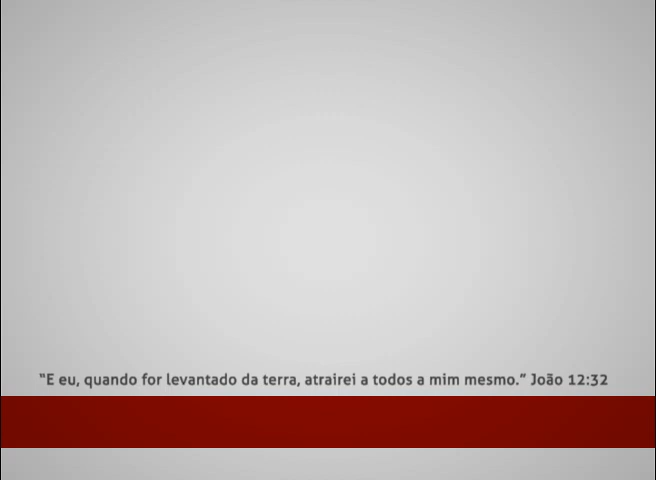 "E eu, quando for levantado da terra, atrairei a todos a mim mesmo." João 12:32